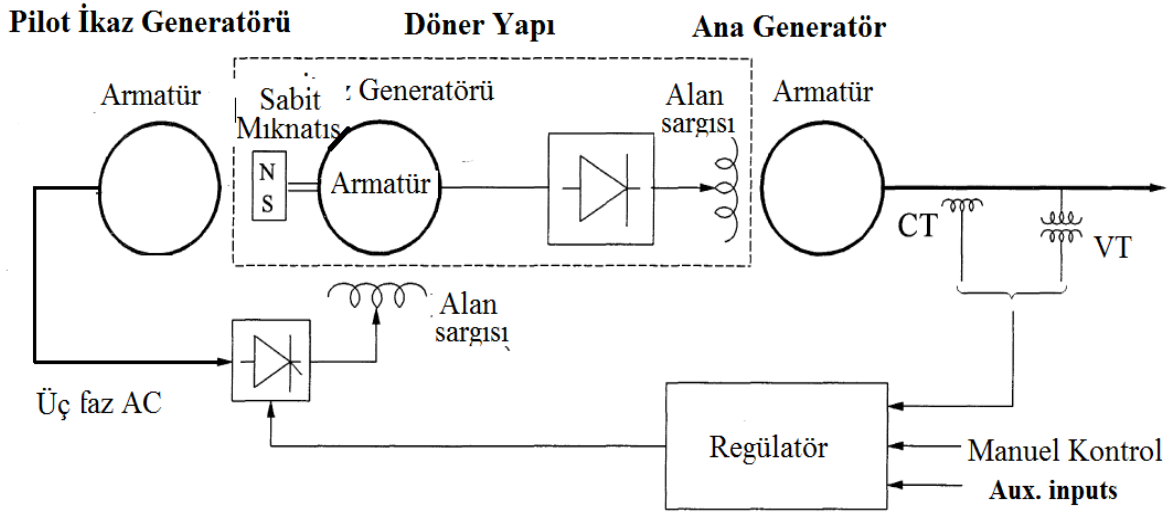 Pilot İkaz Generatörü
Döner Yapı
Ana Generatör
Armatür
Sabit
Mıknatıs
Generatörü
Alan
sargısı
Armatür
N
S
Armatür
CT
VT
Alan
sargısı
Üç faz AC
Regülatör
Manuel Kontrol
Aux. inputs